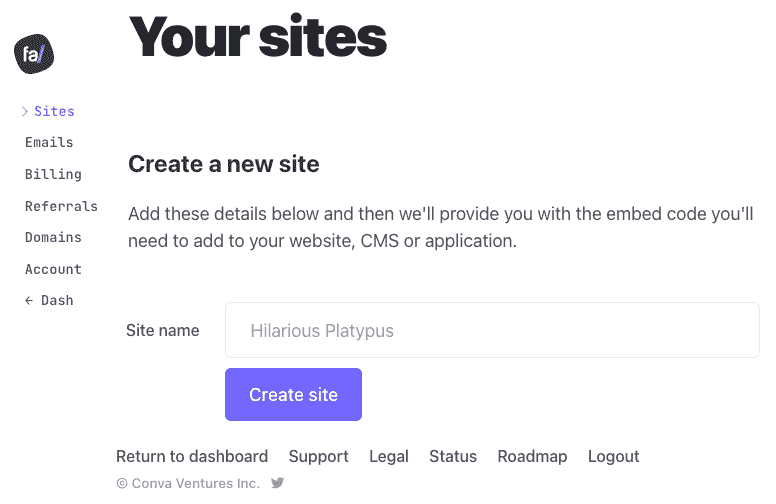 Your sites
fa/
Sites
Emails
Billing
Referrals
Domains
Account
← Dash
Create a new site
Add these details below and then we'll provide you with the embed code you'll
need to add to your website, CMS or application.
Site name
Hilarious Platypus
Create site
Return to dashboard Support Legal Status Roadmap Logout
© Conva Ventures Inc.